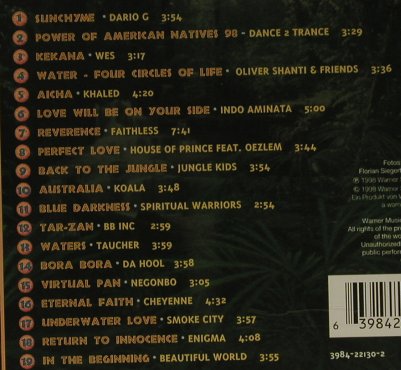 1 SUNCHYME • DARIO G 3:54
2 POWER OF AMERICAN NATIVES 98 • DANCE 2 TRANCE 3:29
3 KEKANA • WES 3:17
4 WATER - FOUR CIRCLES OF LIFE • OLIVER SHANTI & FRIENDS 3:36
5 AICHA • KHALED 4:20
6 LOVE WILL BE ON YOUR SIDE • INDO AMINATA 5:00
7 REVERENCE • FAITHLESS 7:41
8 PERFECT LOVE • HOUSE OF PRINCE FEAT. OEZLEM 3:44
9 BACK TO THE JUNGLE • JUNGLE KIDS 3:54
10 AUSTRALIA • KOALA 3:48
11 BLUE DARKNESS • SPIRITUAL WARRIORS 2:54
12 TAR-ZAN • BB INC 2:59
13 WATERS • TAUCHER 3:59
14 BORA BORA • DA HOOL 3:58
15 VIRTUAL PAN • NEGONBO 3:05
16 ETERNAL FAITH • CHEYENNE 4:32
17 UNDERWATER LOVE • SMOKE CITY 3:57
18 RETURN TO INNOCENCE • ENIGMA 4:08
19 IN THE BEGINNING • BEAUTIFUL WORLD 3:55
Fotos
Florian Siegert
℗ 1998 Warner
© 1998 Warner
Ein Produkt von
Warner Music
All rights of the
of the
Unauthorized
public
6 39842
3984-22130-2